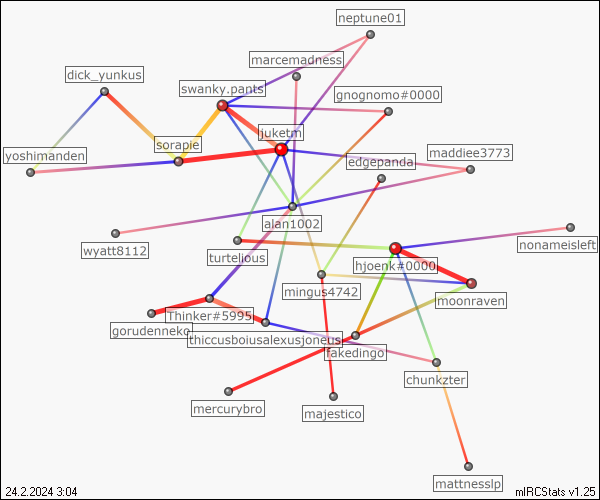 neptune01
marcemadness
dick_yunkus
swanky.pants
gnognomo#0000
juketm
sorapie
yoshimanden
edgepanda
maddiee3773
alan1002
wyatt8112
turtelious
nonameisleft
hjoenk#0000
mingus4742
moonraven
Thinker#5995
gorudenneko
thiccusboiusalexusjoneus
fakedingo
chunkzter
mercurybro
majestico
mattnesslp
24.2.2024 3:04
mIRCStats v1.25